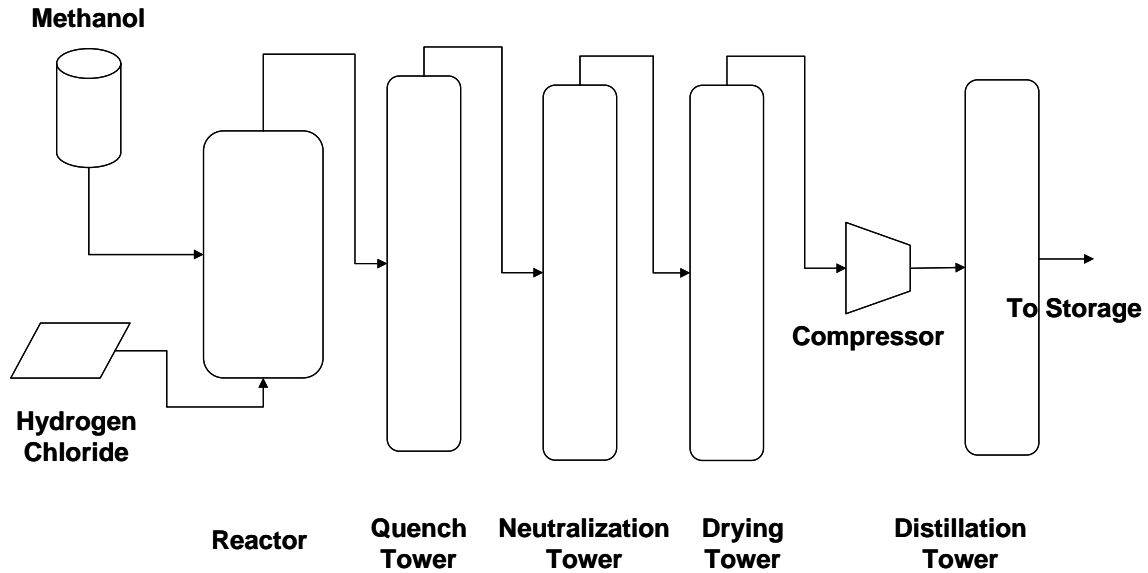 Methanol
Hydrogen
Chloride
Compressor
To Storage
Reactor
Quench
Tower
Neutralization
Tower
Drying
Tower
Distillation
Tower